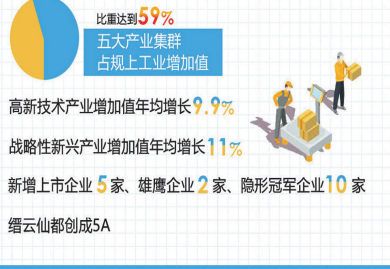 比重达到59%
五大产业集群
占规上工业增加值
高新技术产业增加值年均增长9.9%
战略性新兴产业增加值年均增长11%
新增上市企业5家、雄鹰企业2家、隐形冠军企业10家
缙云仙都创成5A